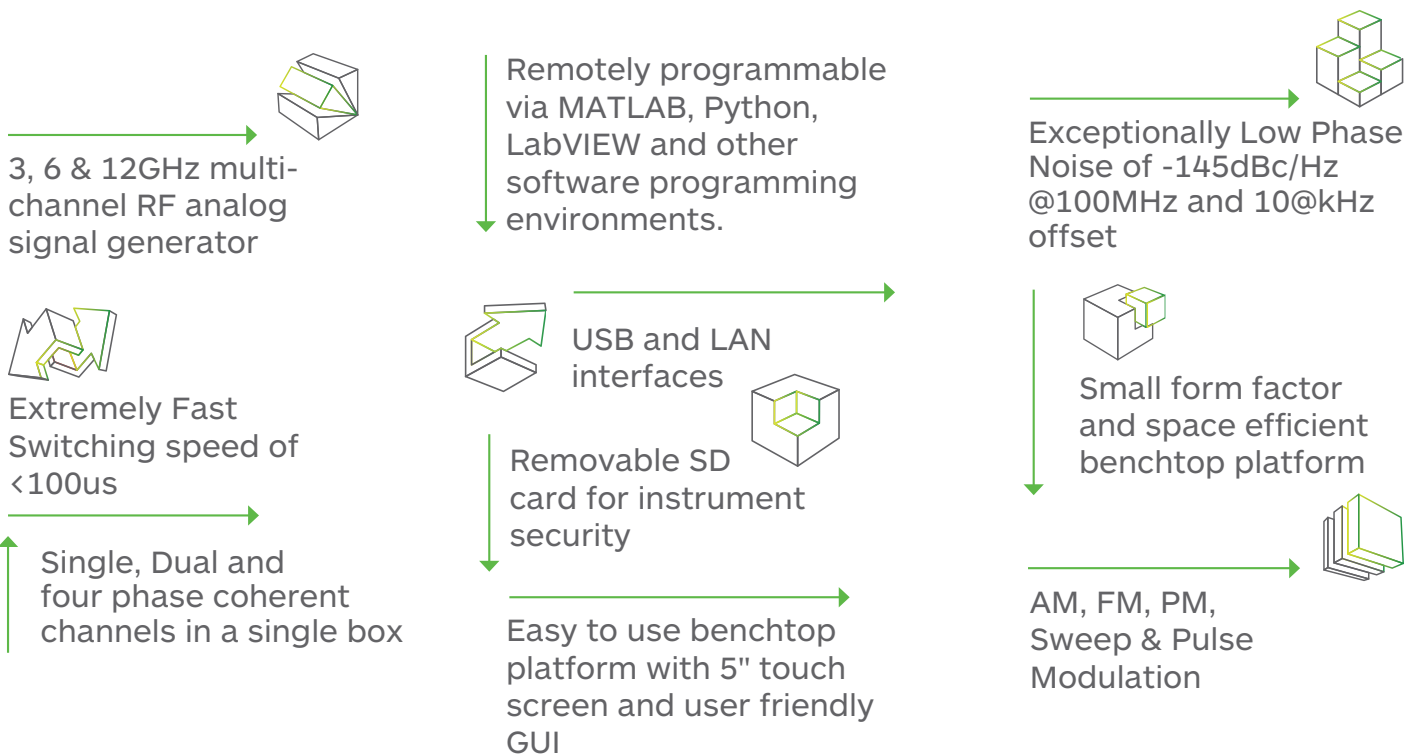 3, 6 & 12GHz multi-
channel RF analog
signal generator
Extremely Fast
Switching speed of
<100us
Single, Dual and
four phase coherent
channels in a single box
Remotely programmable
via MATLAB, Python,
LabVIEW and other
software programming
environments.
USB and LAN
interfaces
Removable SD
card for instrument
security
Easy to use benchtop
platform with 5" touch
screen and user friendly
GUI
Exceptionally Low Phase
Noise of -145dBc/Hz
@100MHz and 10@kHz
offset
Small form factor
and space efficient
benchtop platform
AM, FM, PM,
Sweep & Pulse
Modulation